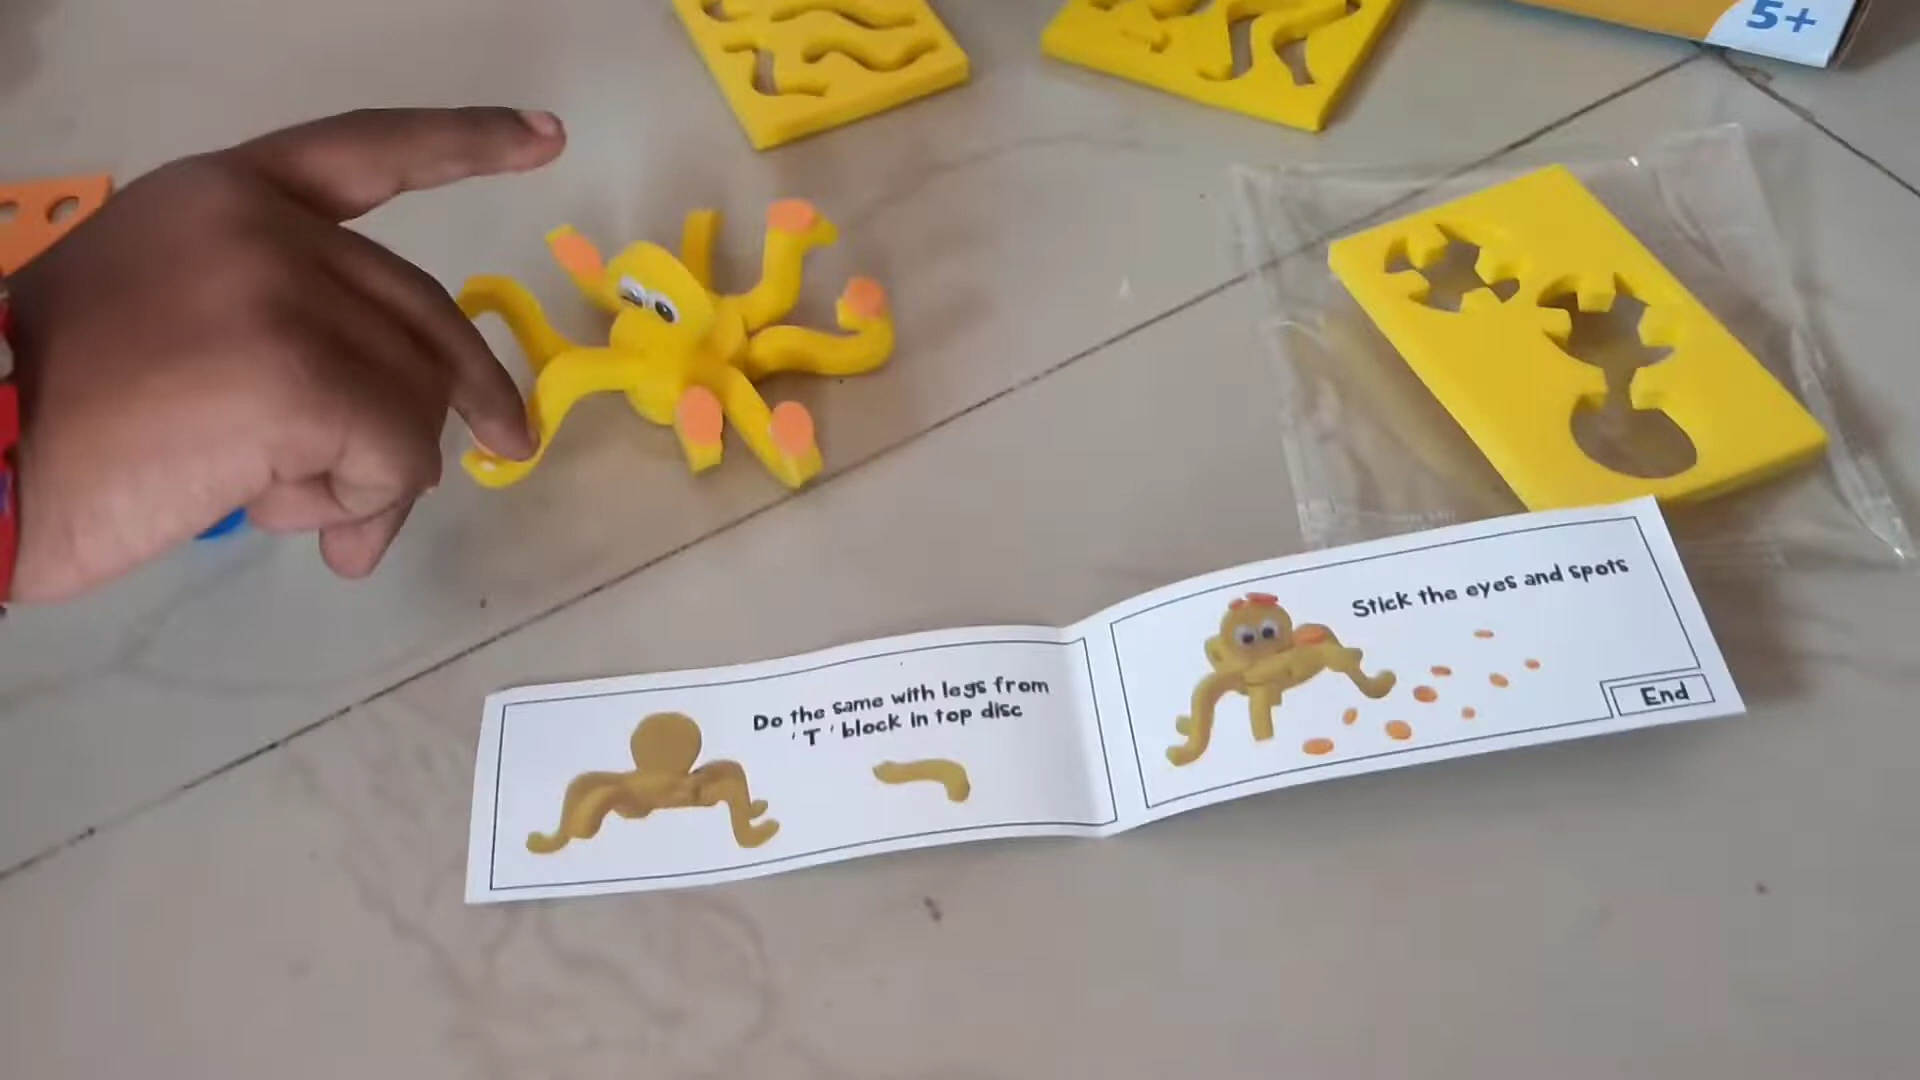 5+
Do the same with legs from
'T' block in top disc
Stick the eyes and spots
End